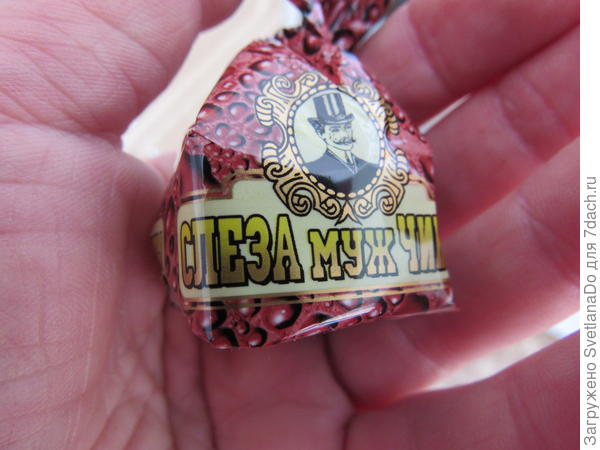 СЛЕЗА муЖЧИ
Загружено SvetlanaDo для 7dach.ru